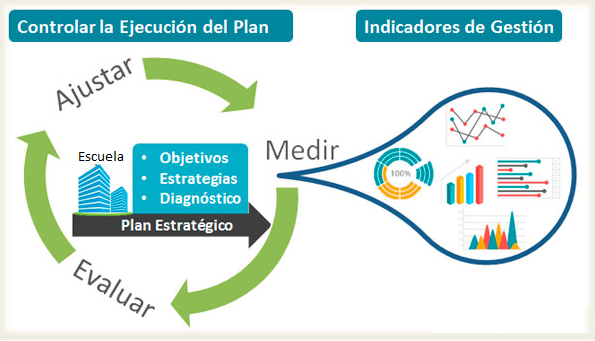 Controlar la Ejecución del Plan
Indicadores de Gestión
Ajustar
Medir
Escuela
• Objetivos
• Estrategias
• Diagnóstico
Plan Estratégico
Evaluar
100%